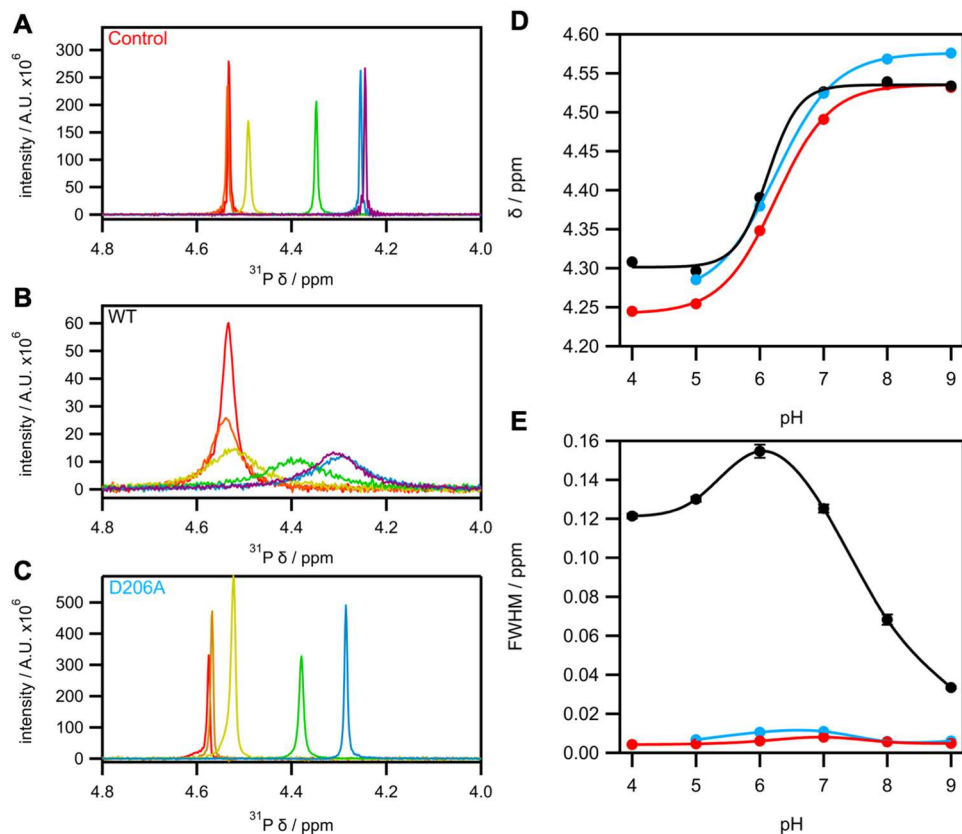 A
Control
intensity / A.U. x10⁶
300
250
200
150
100
50
0
4.8 4.6 4.4 4.2 4.0
³¹P δ / ppm
B
WT
intensity / A.U. x10⁶
60
50
40
30
20
10
0
4.8 4.6 4.4 4.2 4.0
³¹P δ / ppm
C
D206A
intensity / A.U. x10⁶
500
400
300
200
100
0
4.8 4.6 4.4 4.2 4.0
³¹P δ / ppm
D
δ / ppm
4.60
4.55
4.50
4.45
4.40
4.35
4.30
4.25
4.20
4 5 6 7 8 9
pH
E
FWHM / ppm
0.16
0.14
0.12
0.10
0.08
0.06
0.04
0.02
0.00
4 5 6 7 8 9
pH